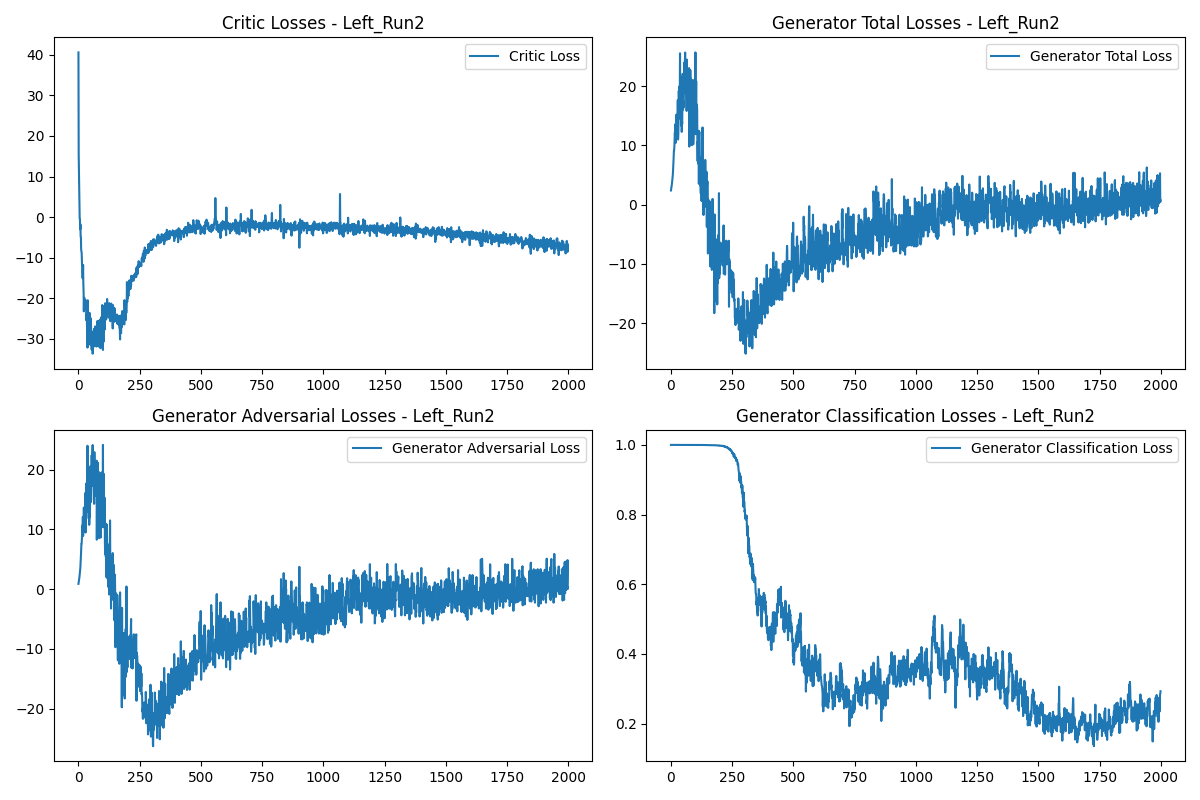 Critic Losses - Left_Run2
Critic Loss
40
30
20
10
0
−10
−20
−30
0 250 500 750 1000 1250 1500 1750 2000
Generator Total Losses - Left_Run2
Generator Total Loss
20
10
0
−10
−20
0 250 500 750 1000 1250 1500 1750 2000
Generator Adversarial Losses - Left_Run2
Generator Adversarial Loss
20
10
0
−10
−20
0 250 500 750 1000 1250 1500 1750 2000
Generator Classification Losses - Left_Run2
Generator Classification Loss
1.0
0.8
0.6
0.4
0.2
0 250 500 750 1000 1250 1500 1750 2000